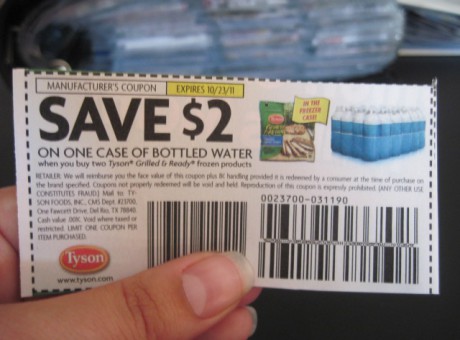 MANUFACTURER'S COUPON EXPIRES 10/23/11
SAVE $2
ON ONE CASE OF BOTTLED WATER
when you buy two Tyson® Grilled & Ready® frozen products
IN THE
FREEZER
CASE!
RETAILER: We will reimburse you the face value of this coupon plus 8¢ handling provided it is redeemed by a consumer at the time of purchase on
the brand specified. Coupons not properly redeemed will be void and held. Reproduction of this coupon is expressly prohibited. (ANY OTHER USE
CONSTITUTES FRAUD.) Mail to: TY-
SON FOODS, INC., CMS Dept. #23700,
One Fawcett Drive, Del Rio, TX 78840.
Cash value .001¢. Void where taxed or
restricted. LIMIT ONE COUPON PER
ITEM PURCHASED.
0023700-031190
Tyson
www.tyson.com